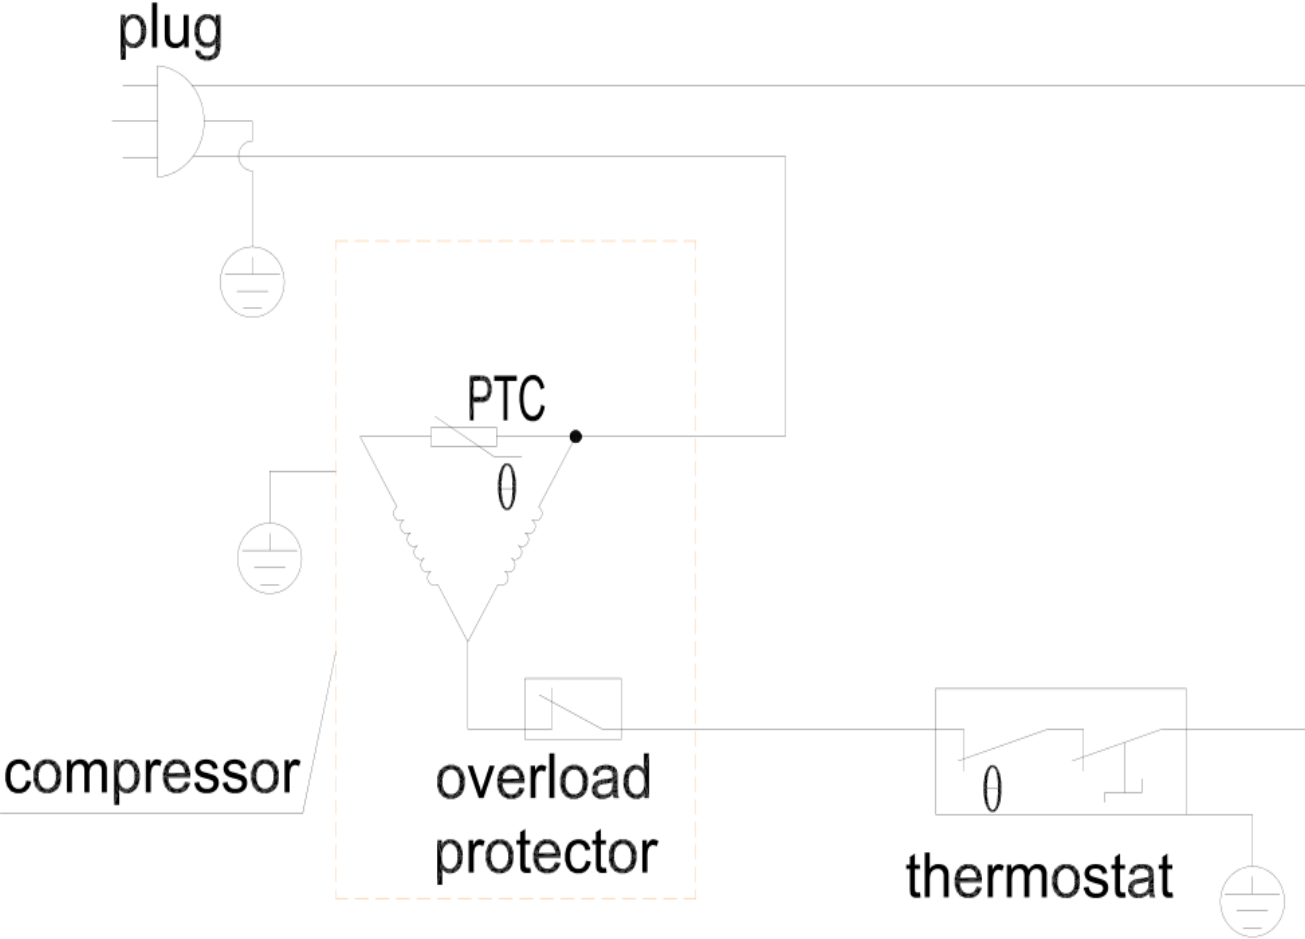 plug
PTC
θ
compressor
overload
protector
θ
thermostat